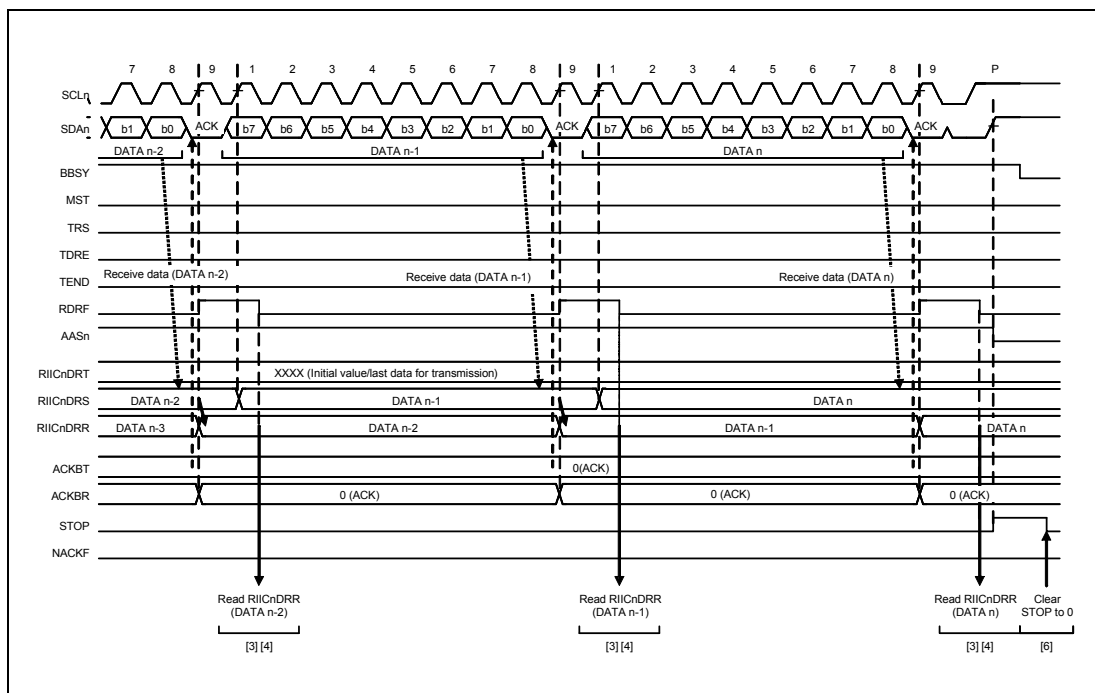 7 8 9 1 2 3 4 5 6 7 8 9 1 2 3 4 5 6 7 8 9 P
SCLn
SDAn b1 b0 ACK b7 b6 b5 b4 b3 b2 b1 b0 ACK b7 b6 b5 b4 b3 b2 b1 b0 ACK
DATA n-2 DATA n-1 DATA n
BBSY
MST
TRS
TDRE
TEND
Receive data (DATA n-2) Receive data (DATA n-1) Receive data (DATA n)
RDRF
AASn
RIICnDRT XXXX (Initial value/last data for transmission)
RIICnDRS DATA n-2 DATA n-1 DATA n
RIICnDRR DATA n-3 DATA n-2 DATA n-1 DATA n
ACKBT 0(ACK)
ACKBR 0 (ACK) 0 (ACK) 0 (ACK)
STOP
NACKF
Read RIICnDRR Read RIICnDRR Read RIICnDRR Clear
(DATA n-2) (DATA n-1) (DATA n) STOP to 0
[3] [4] [3] [4] [3] [4] [6]